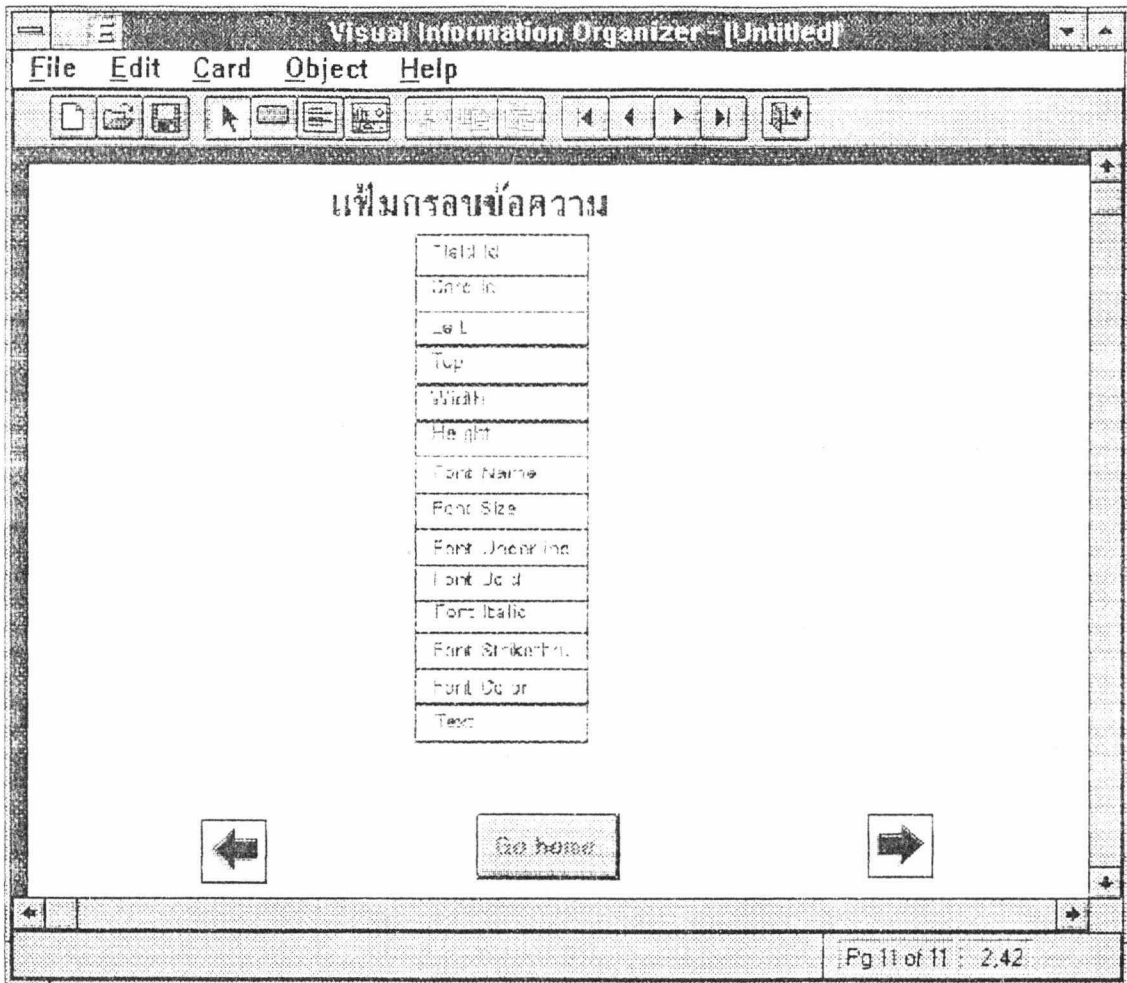 Visual Information Organizer - [Untitled]
File Edit Card Object Help
แฟ้มกรอบข้อความ
Field Id
Card Id
Left
Top
Width
Height
Font Name
Font Size
Font Underline
Font Bold
Font Italic
Font Strikethru
Font Color
Text
Go home
Pg 11 of 11 2,42